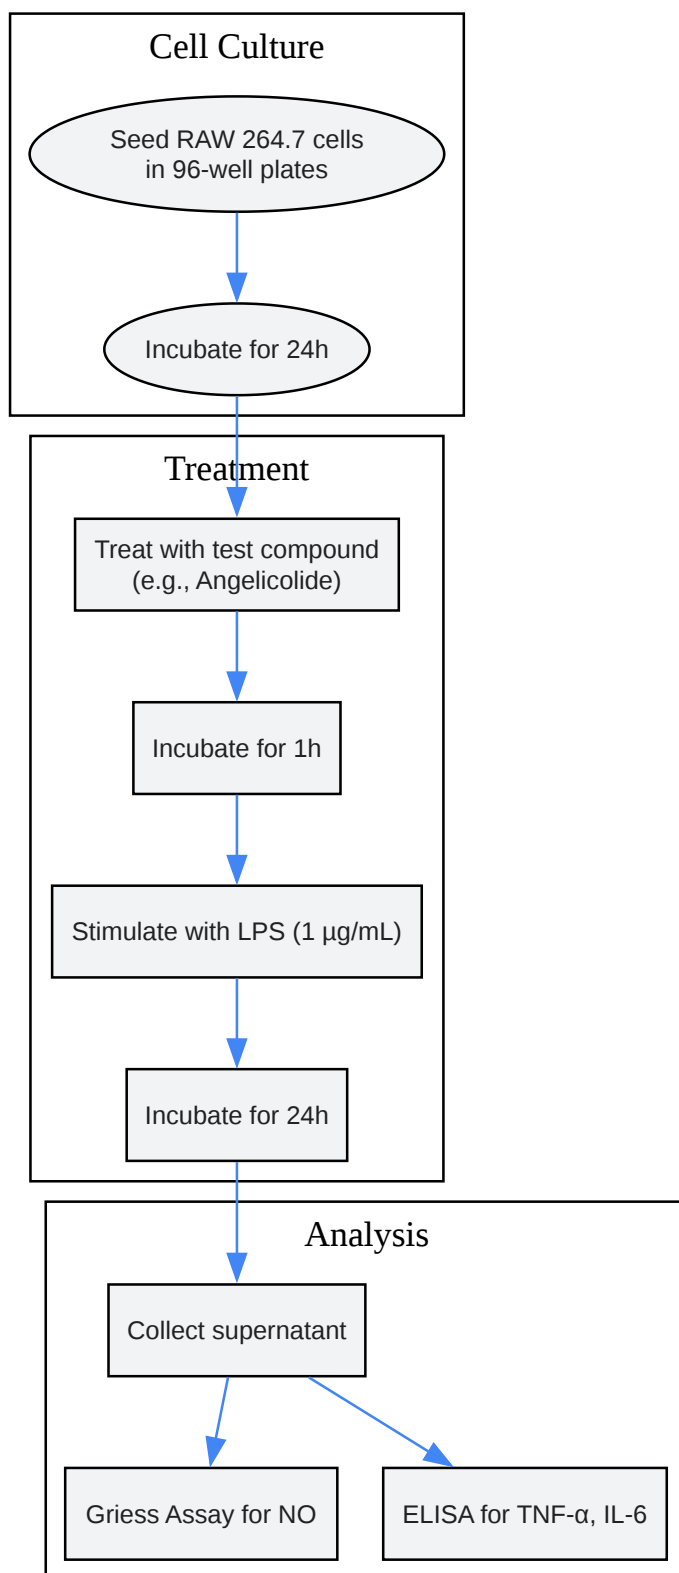 Cell Culture
Seed RAW 264.7 cells
in 96-well plates
Incubate for 24h
Treatment
Treat with test compound
(e.g., Angelicolide)
Incubate for 1h
Stimulate with LPS (1 µg/mL)
Incubate for 24h
Analysis
Collect supernatant
Griess Assay for NO
ELISA for TNF-α, IL-6